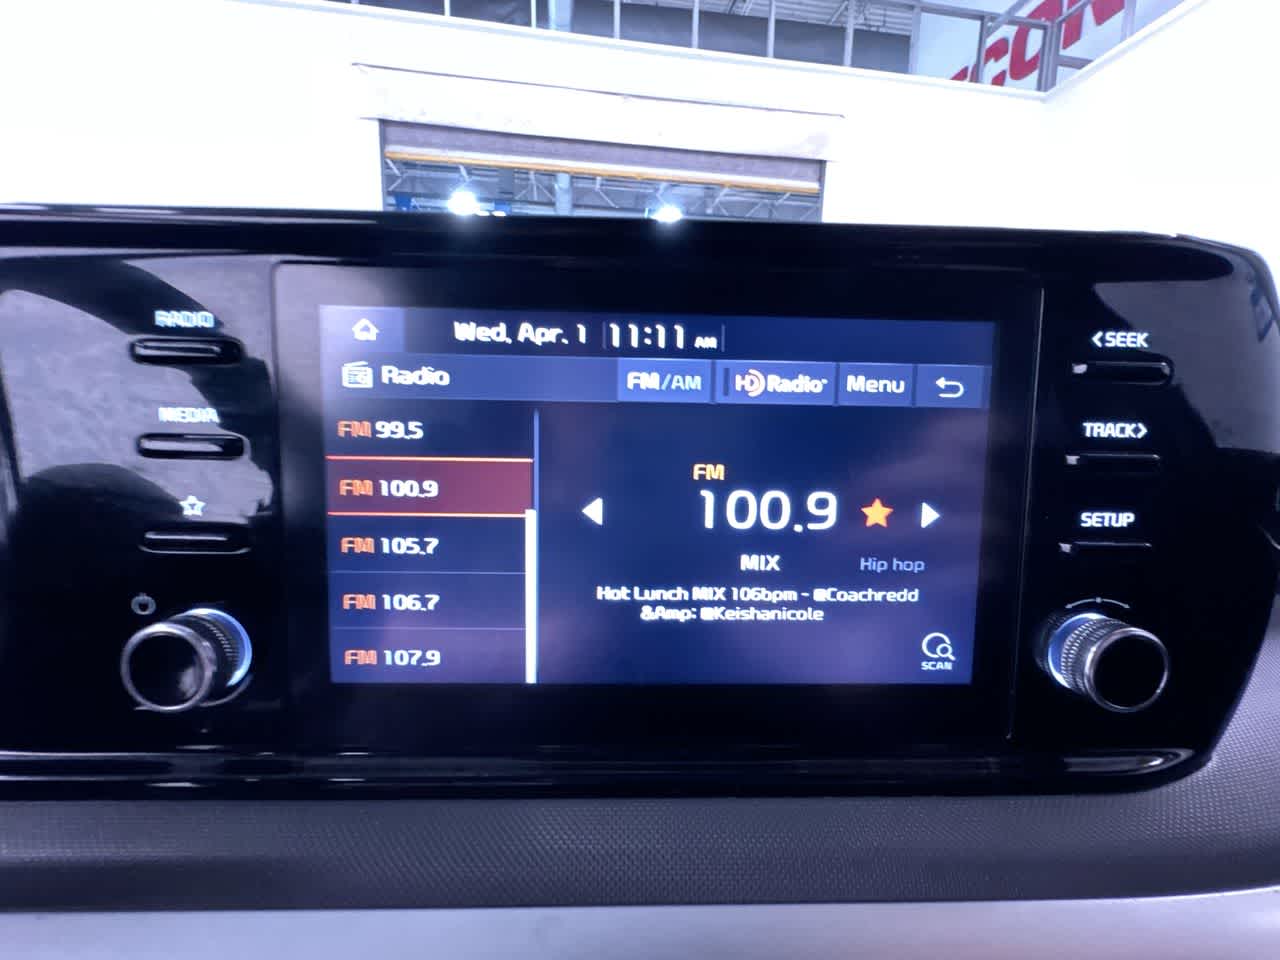 RADIO
MEDIA
Wed, Apr. 1 11:11 AM
Radio
FM/AM
HD Radio
Menu
FM 99.5
FM 100.9
FM 105.7
FM 106.7
FM 107.9
FM
100.9
MIX Hip hop
Hot Lunch MIX 106bpm - @Coachredd
&Amp; @Keishanicole
SCAN
<SEEK
TRACK>
SETUP